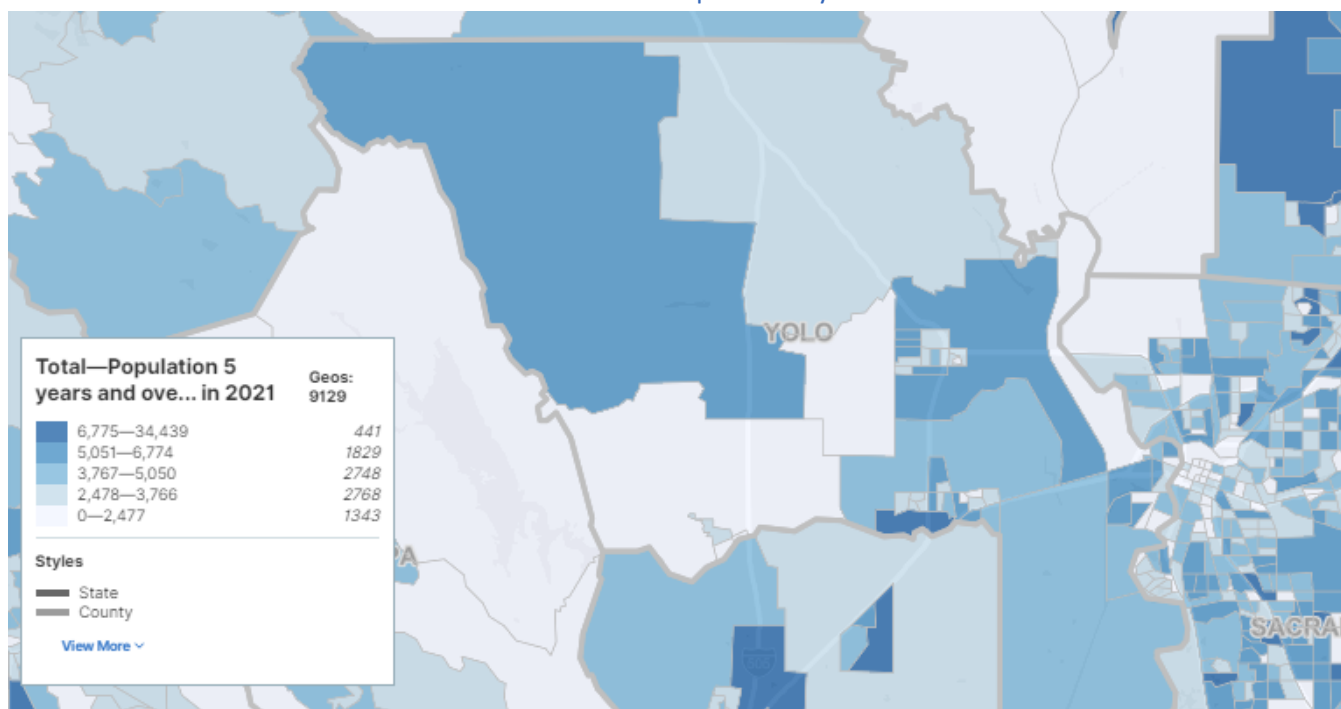 YOLO
Total—Population 5
years and ove... in 2021
Geos:
9129
6,775—34,439 441
5,051—6,774 1829
3,767—5,050 2748
2,478—3,766 2768
0—2,477 1343
Styles
State
County
View More
PA
SACRA